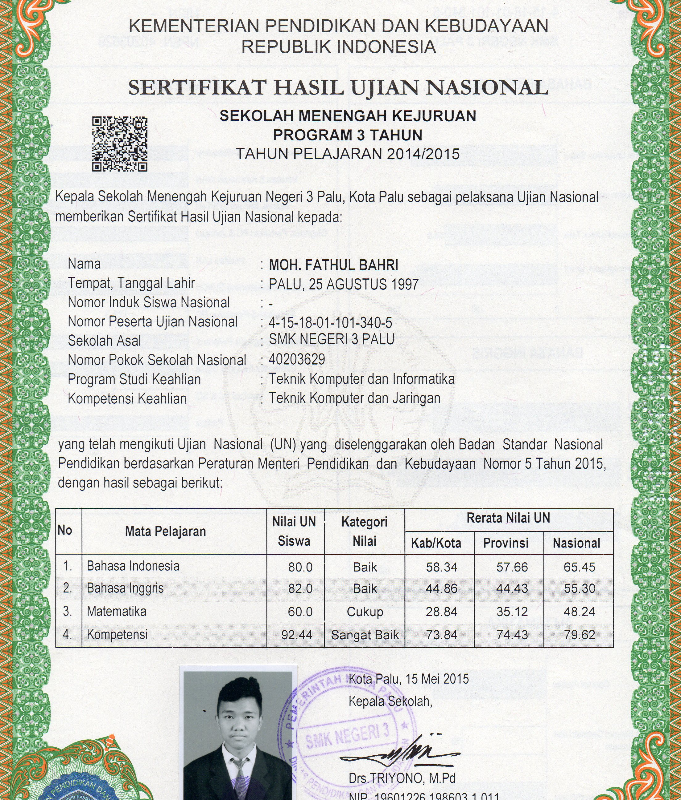 KEMENTERIAN PENDIDIKAN DAN KEBUDAYAAN
REPUBLIK INDONESIA
SERTIFIKAT HASIL UJIAN NASIONAL
SEKOLAH MENENGAH KEJURUAN
PROGRAM 3 TAHUN
TAHUN PELAJARAN 2014/2015
Kepala Sekolah Menengah Kejuruan Negeri 3 Palu, Kota Palu sebagai pelaksana Ujian Nasional
memberikan Sertifikat Hasil Ujian Nasional kepada:
Nama : MOH. FATHUL BAHRI
Tempat, Tanggal Lahir : PALU, 25 AGUSTUS 1997
Nomor Induk Siswa Nasional : -
Nomor Peserta Ujian Nasional : 4-15-18-01-101-340-5
Sekolah Asal : SMK NEGERI 3 PALU
Nomor Pokok Sekolah Nasional : 40203629
Program Studi Keahlian : Teknik Komputer dan Informatika
Kompetensi Keahlian : Teknik Komputer dan Jaringan
yang telah mengikuti Ujian Nasional (UN) yang diselenggarakan oleh Badan Standar Nasional
Pendidikan berdasarkan Peraturan Menteri Pendidikan dan Kebudayaan Nomor 5 Tahun 2015,
dengan hasil sebagai berikut:
No Mata Pelajaran Nilai UN Siswa Kategori Nilai Rerata Nilai UN
Kab/Kota Provinsi Nasional
1. Bahasa Indonesia 80.0 Baik 58.34 57.66 65.45
2. Bahasa Inggris 82.0 Baik 44.86 44.43 55.30
3. Matematika 60.0 Cukup 28.84 35.12 48.24
4. Kompetensi 92.44 Sangat Baik 73.84 74.43 79.62
Kota Palu, 15 Mei 2015
Kepala Sekolah,
PEMERINTAH KOTA PALU
SMK NEGERI 3
Drs.TRIYONO, M.Pd
NIP. 19601226 198603 1 011